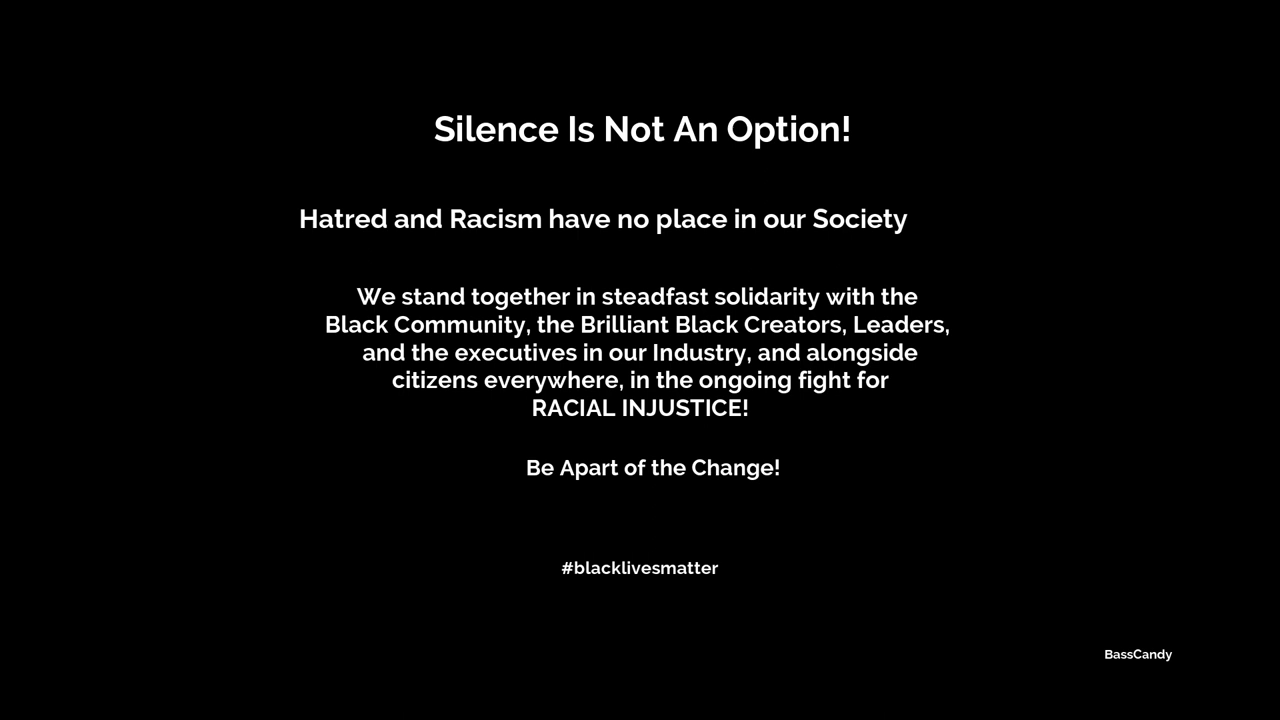 Silence Is Not An Option!
Hatred and Racism have no place in our Society
We stand together in steadfast solidarity with the
Black Community, the Brilliant Black Creators, Leaders,
and the executives in our Industry, and alongside
citizens everywhere, in the ongoing fight for
RACIAL INJUSTICE!
Be Apart of the Change!
#blacklivesmatter
BassCandy